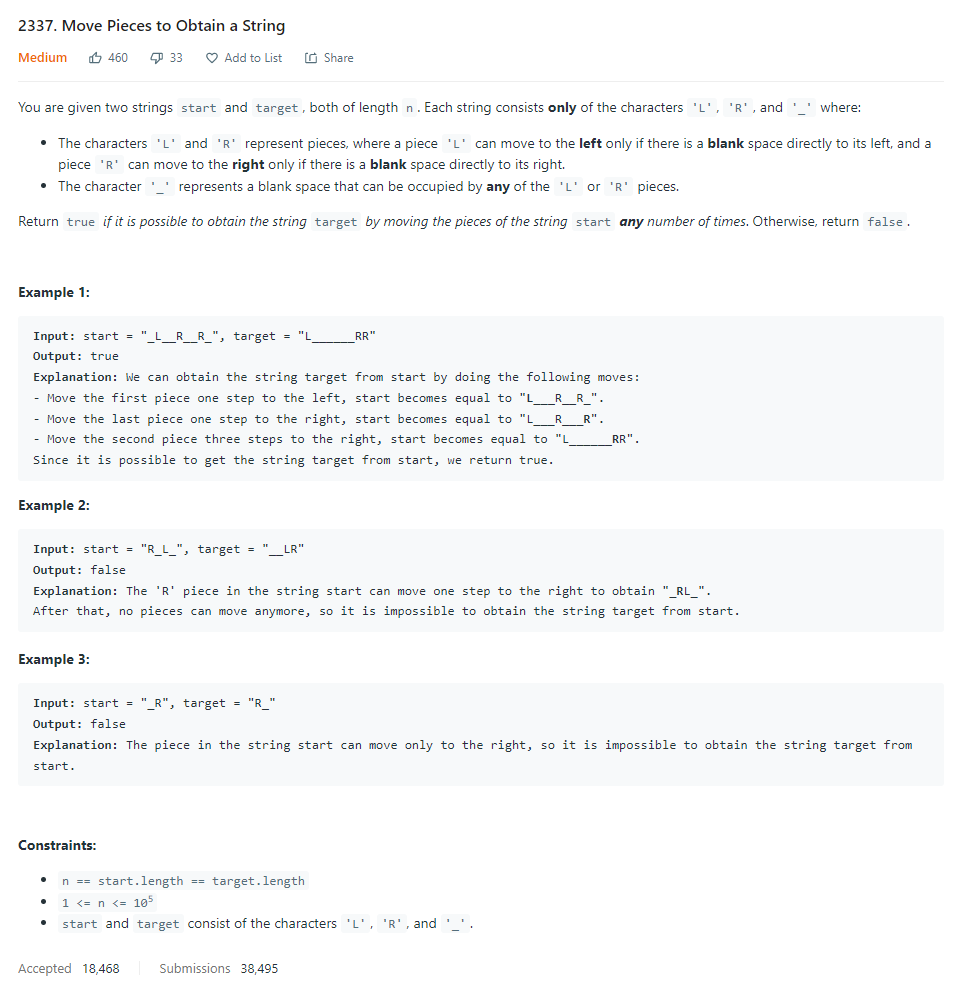 2337. Move Pieces to Obtain a String
Medium 460 33 Add to List Share
You are given two strings start and target, both of length n. Each string consists only of the characters 'L', 'R', and '_' where:
• The characters 'L' and 'R' represent pieces, where a piece 'L' can move to the left only if there is a blank space directly to its left, and a
piece 'R' can move to the right only if there is a blank space directly to its right.
• The character '_' represents a blank space that can be occupied by any of the 'L' or 'R' pieces.
Return true if it is possible to obtain the string target by moving the pieces of the string start any number of times. Otherwise, return false.
Example 1:
Input: start = "_L__R__R_", target = "L______RR"
Output: true
Explanation: We can obtain the string target from start by doing the following moves:
- Move the first piece one step to the left, start becomes equal to "L___R__R_".
- Move the last piece one step to the right, start becomes equal to "L___R___R".
- Move the second piece three steps to the right, start becomes equal to "L______RR".
Since it is possible to get the string target from start, we return true.
Example 2:
Input: start = "R_L_", target = "__LR"
Output: false
Explanation: The 'R' piece in the string start can move one step to the right to obtain "_RL_".
After that, no pieces can move anymore, so it is impossible to obtain the string target from start.
Example 3:
Input: start = "_R", target = "R_"
Output: false
Explanation: The piece in the string start can move only to the right, so it is impossible to obtain the string target from
start.
Constraints:
• n == start.length == target.length
• 1 <= n <= 10⁵
• start and target consist of the characters 'L', 'R', and '_'.
Accepted 18,468 Submissions 38,495